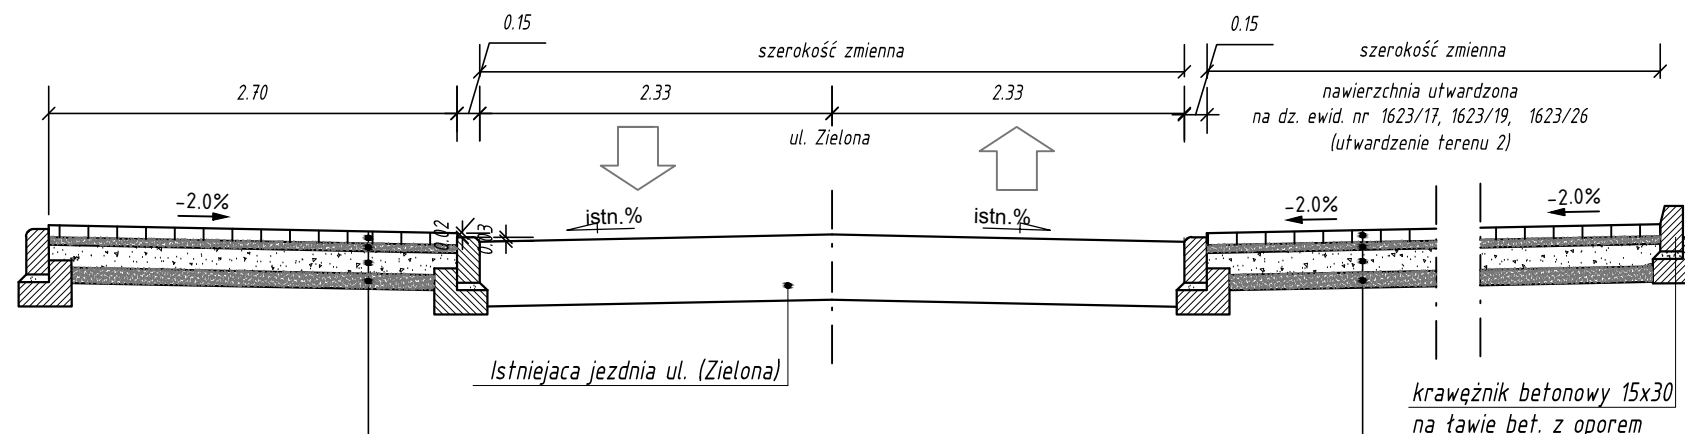 0.15
0.15
szerokość zmienna
szerokość zmienna
2.70
2.33
2.33
nawierzchnia utwardzona
na dz. ewid. nr 1623/17, 1623/19, 1623/26
(utwardzenie terenu 2)
ul. Zielona
-2.0%
istn.%
istn.%
-2.0%
-2.0%
0.02
0.03
Istniejaca jezdnia ul. (Zielona)
krawężnik betonowy 15x30
na ławie bet. z oporem